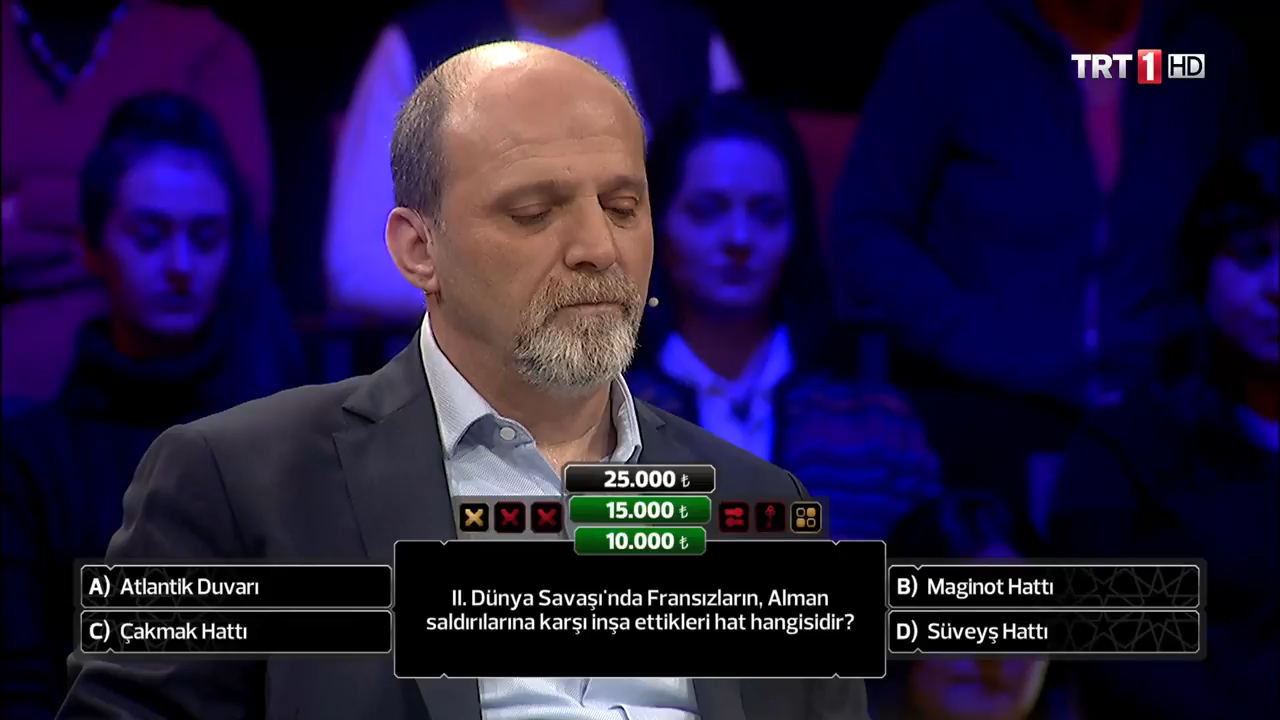 TRT 1 HD
25.000 ₺
15.000 ₺
10.000 ₺
A) Atlantik Duvarı
B) Maginot Hattı
II. Dünya Savaşı'nda Fransızların, Alman
saldırılarına karşı inşa ettikleri hat hangisidir?
C) Çakmak Hattı
D) Süveyş Hattı